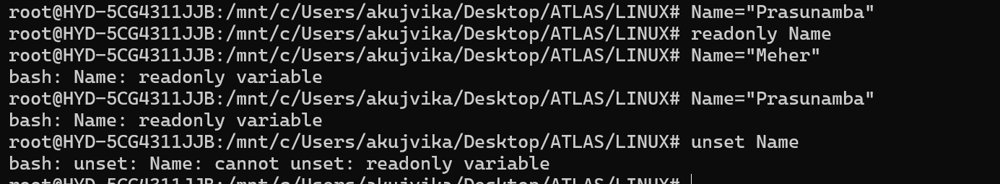 root@HYD-5CG4311JJB:/mnt/c/Users/akujvika/Desktop/ATLAS/LINUX# Name="Prasunamba"
root@HYD-5CG4311JJB:/mnt/c/Users/akujvika/Desktop/ATLAS/LINUX# readonly Name
root@HYD-5CG4311JJB:/mnt/c/Users/akujvika/Desktop/ATLAS/LINUX# Name="Meher"
bash: Name: readonly variable
root@HYD-5CG4311JJB:/mnt/c/Users/akujvika/Desktop/ATLAS/LINUX# Name="Prasunamba"
bash: Name: readonly variable
root@HYD-5CG4311JJB:/mnt/c/Users/akujvika/Desktop/ATLAS/LINUX# unset Name
bash: unset: Name: cannot unset: readonly variable
root@HYD-5CG4311JJB:/mnt/c/Users/akujvika/Desktop/ATLAS/LINUX#